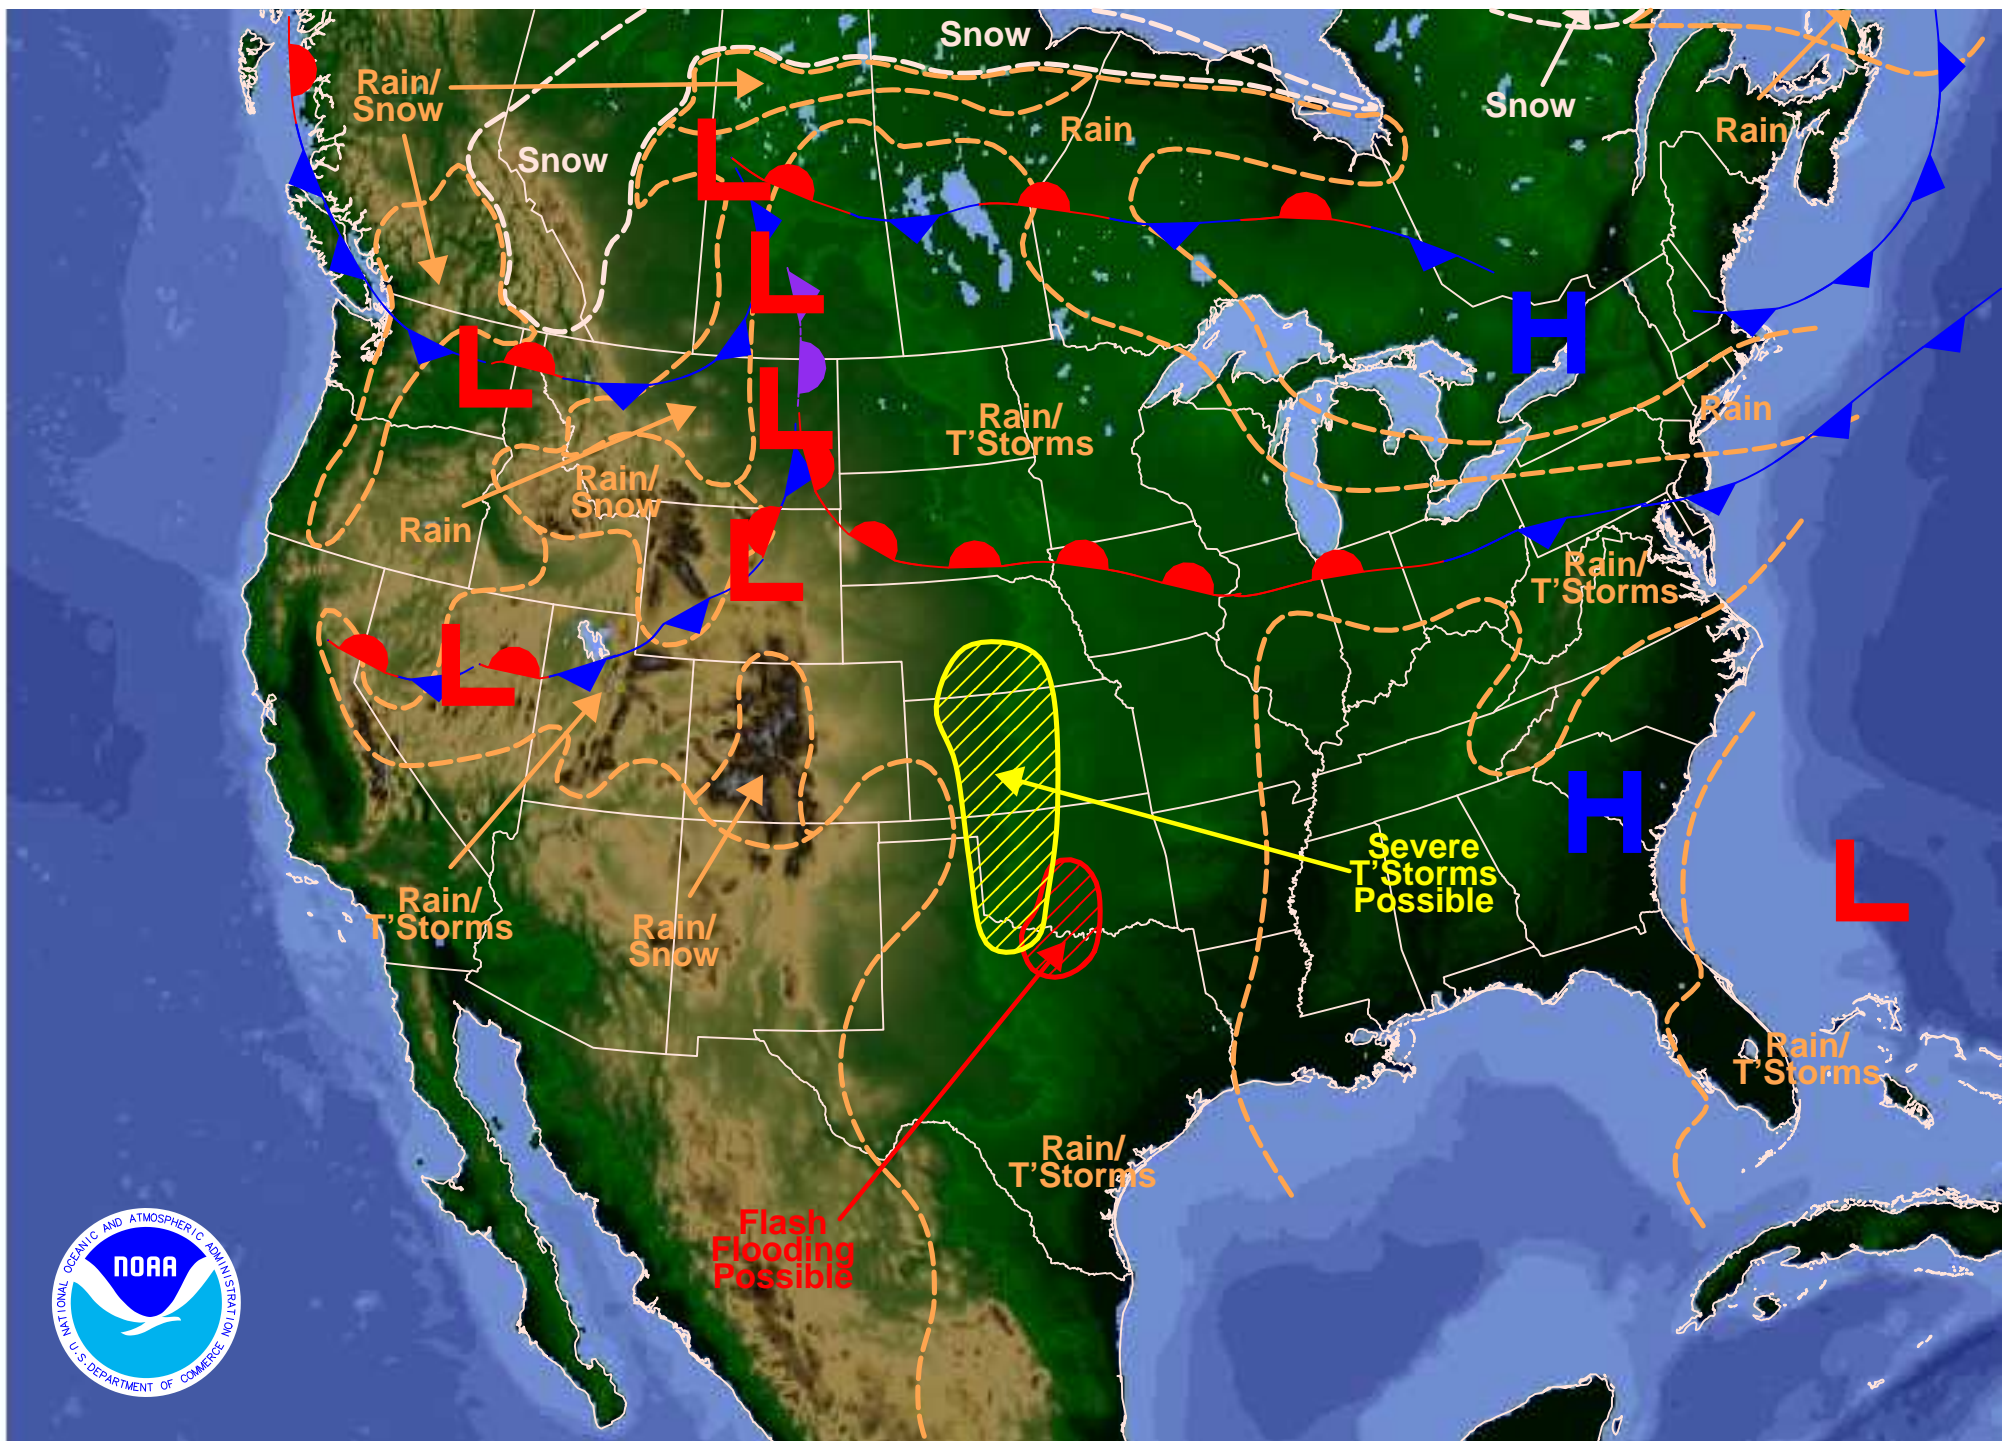 Snow
Rain/
Snow
Snow
Rain
Snow
Rain
L
L
H
L
L
Rain/
T'Storms
Rain
Rain/
Snow
Rain
L
Rain/
T'Storms
L
H
Severe
T'Storms
Possible
L
Rain/
T'Storms
Rain/
Snow
Rain/
T'Storms
Rain/
T'Storms
Flash
Flooding
Possible
NATIONAL OCEANIC AND ATMOSPHERIC ADMINISTRATION
NOAA
U.S. DEPARTMENT OF COMMERCE